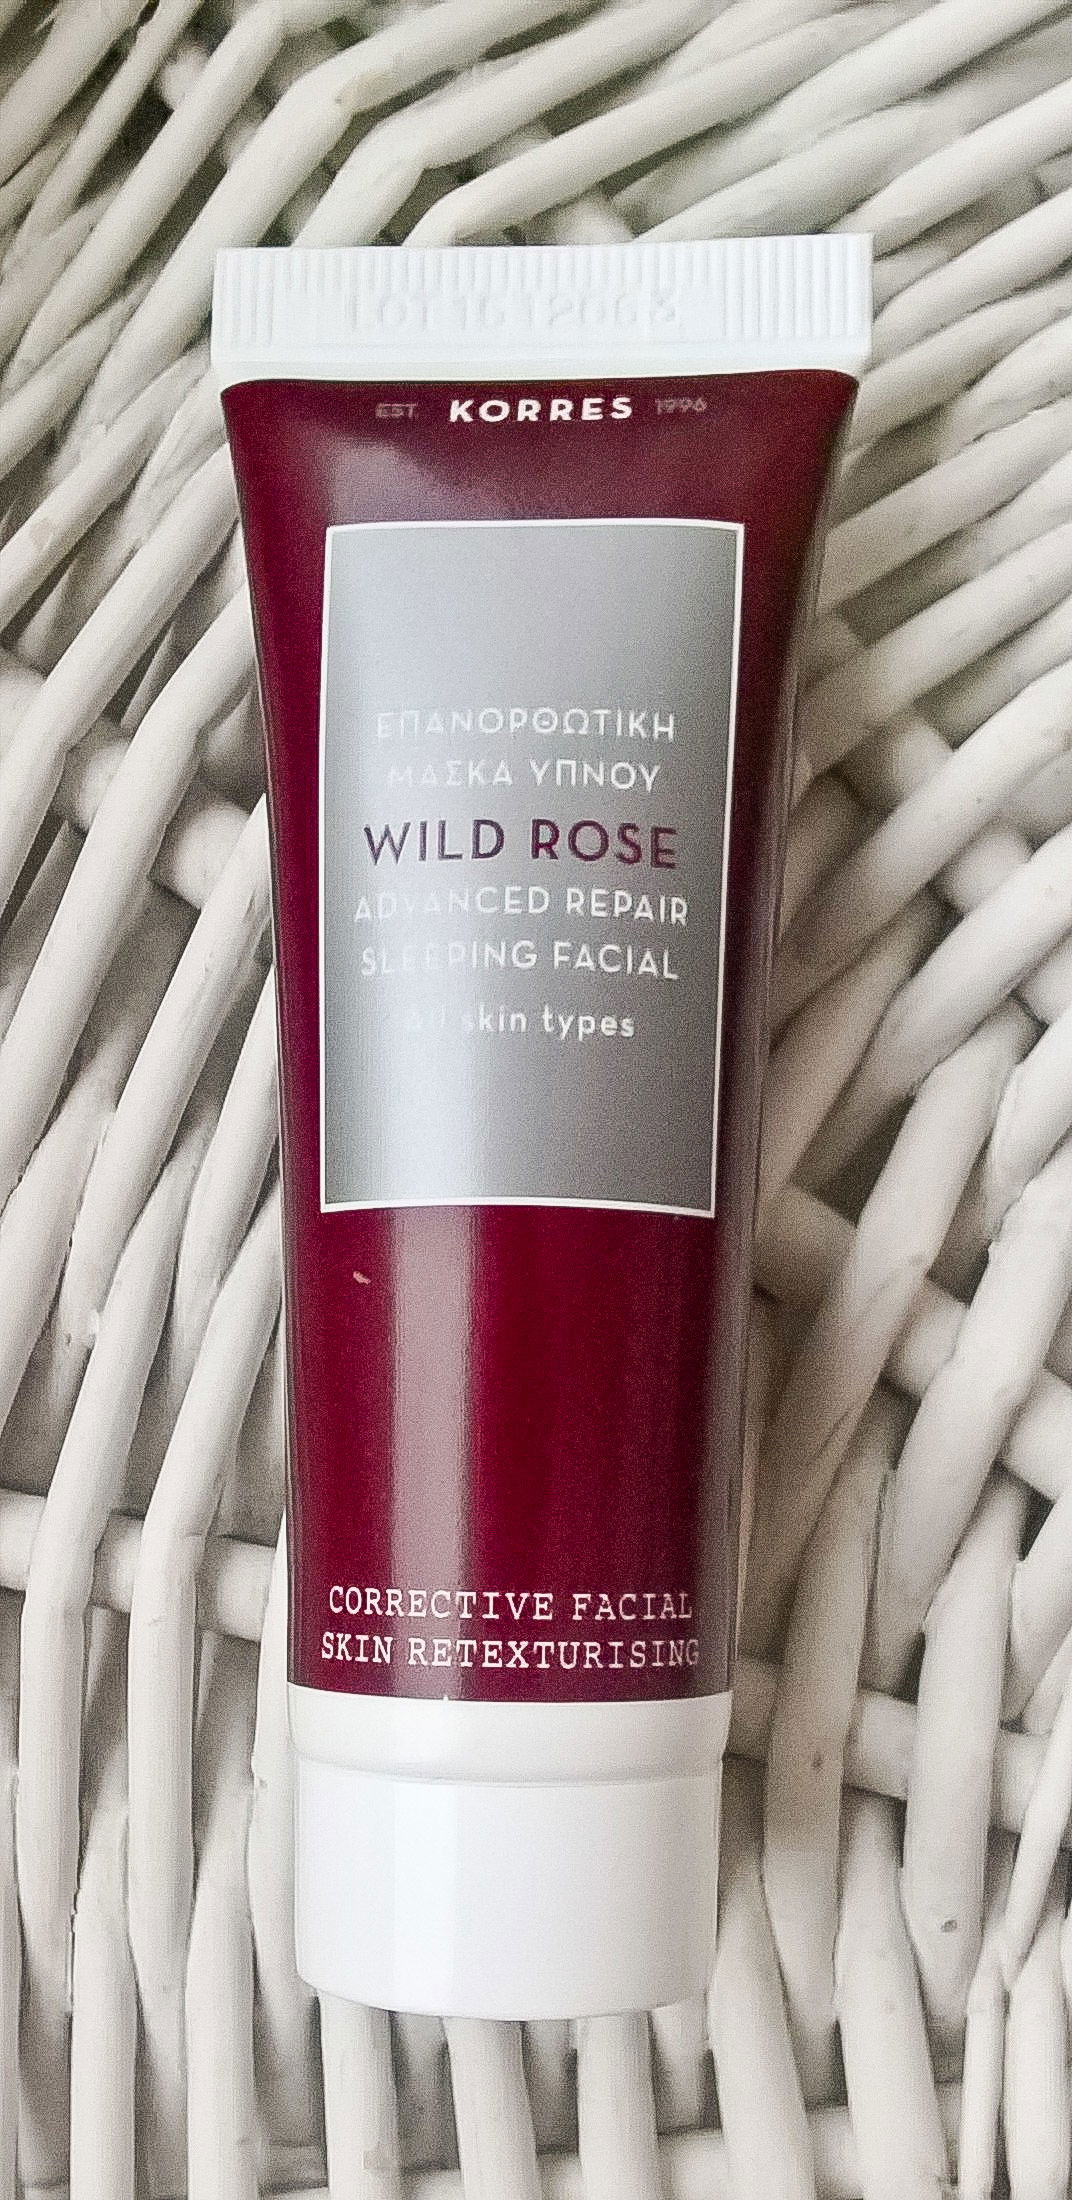 EST. KORRES 1996
ΕΠΑΝΟΡΘΩΤΙΚΗ
ΜΑΣΚΑ ΥΠΝΟΥ
WILD ROSE
ADVANCED REPAIR
SLEEPING FACIAL
All skin types
CORRECTIVE FACIAL
SKIN RETEXTURISING